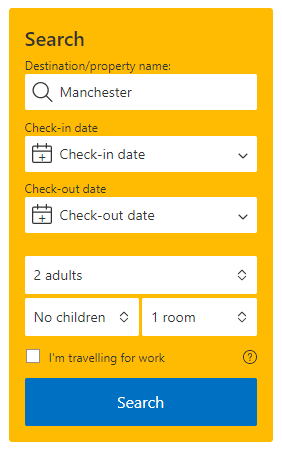 Search
Destination/property name:
Manchester
Check-in date
Check-in date
Check-out date
Check-out date
2 adults
No children 1 room
I'm travelling for work ?
Search